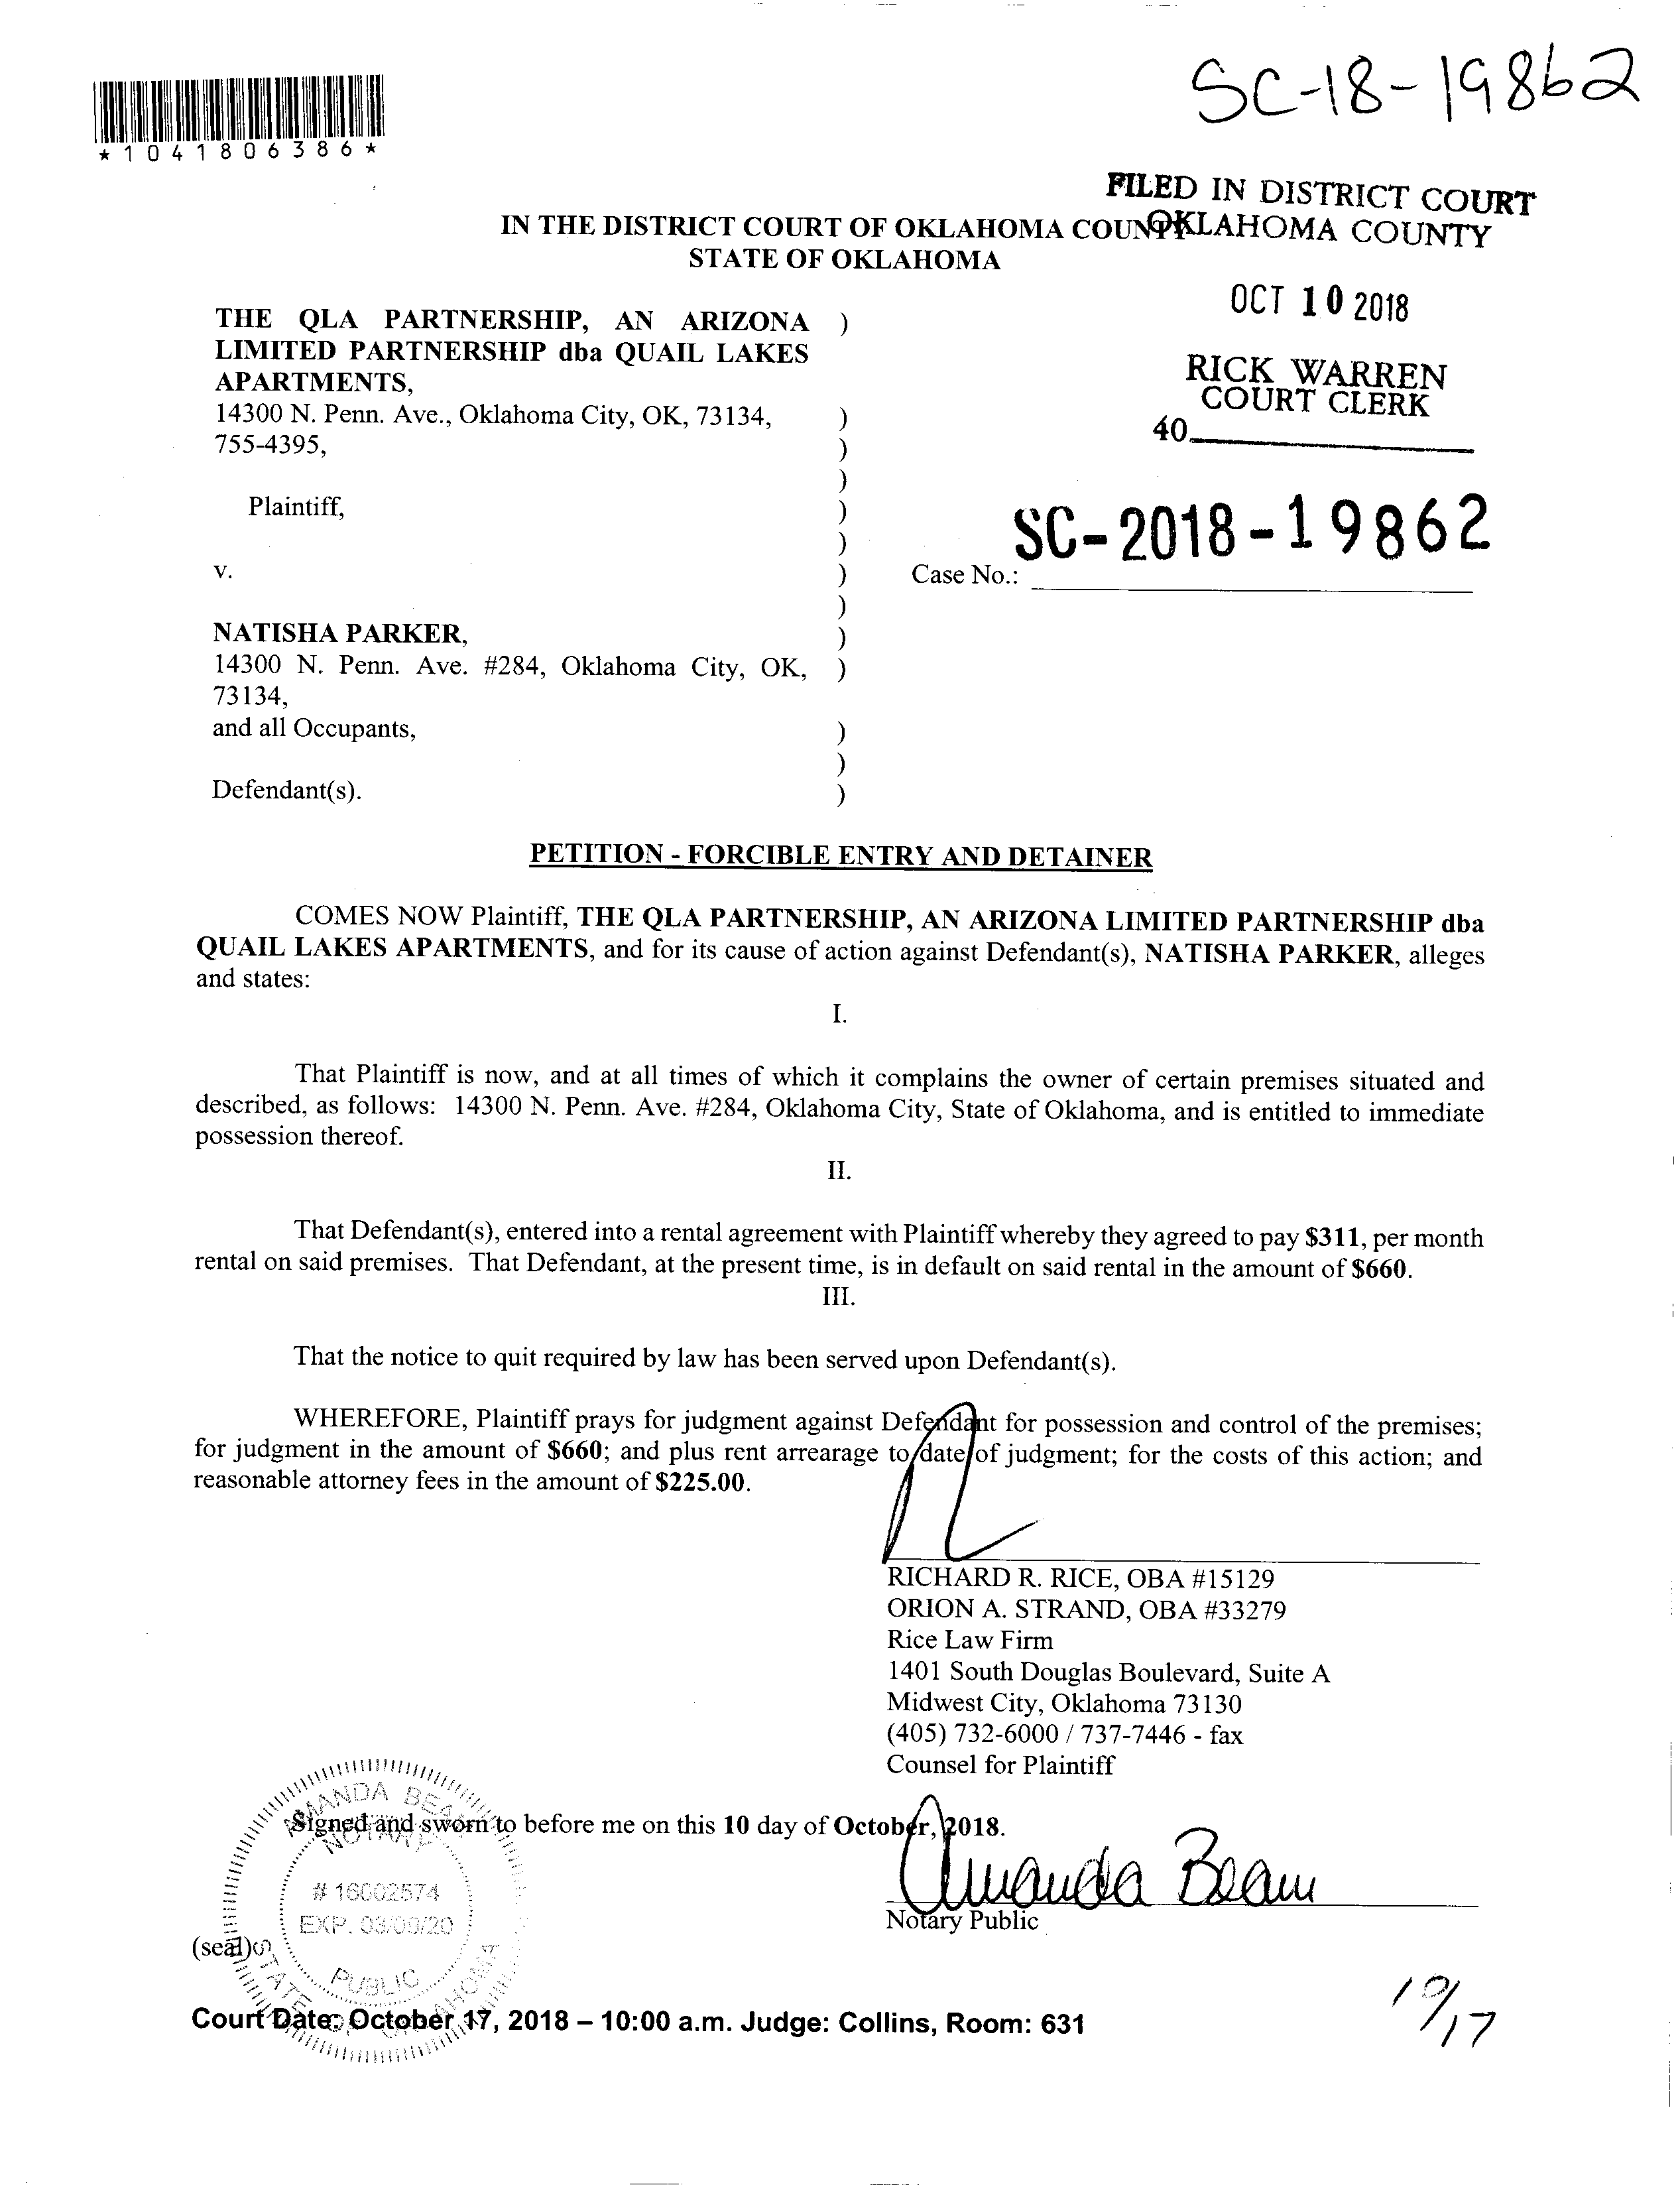 SC-18-19862
*1041806386*
FILED IN DISTRICT COURT
OKLAHOMA COUNTY
IN THE DISTRICT COURT OF OKLAHOMA COUNTY
STATE OF OKLAHOMA
OCT 10 2018
RICK WARREN
COURT CLERK
40
THE QLA PARTNERSHIP, AN ARIZONA )
LIMITED PARTNERSHIP dba QUAIL LAKES
APARTMENTS,
14300 N. Penn. Ave., Oklahoma City, OK, 73134, )
755-4395, )
)
Plaintiff, )
)
SC-2018-19862
v. ) Case No.:
)
NATISHA PARKER, )
14300 N. Penn. Ave. #284, Oklahoma City, OK, )
73134,
and all Occupants, )
)
Defendant(s). )
PETITION - FORCIBLE ENTRY AND DETAINER
COMES NOW Plaintiff, THE QLA PARTNERSHIP, AN ARIZONA LIMITED PARTNERSHIP dba
QUAIL LAKES APARTMENTS, and for its cause of action against Defendant(s), NATISHA PARKER, alleges
and states:
I.
That Plaintiff is now, and at all times of which it complains the owner of certain premises situated and
described, as follows: 14300 N. Penn. Ave. #284, Oklahoma City, State of Oklahoma, and is entitled to immediate
possession thereof.
II.
That Defendant(s), entered into a rental agreement with Plaintiff whereby they agreed to pay $311, per month
rental on said premises. That Defendant, at the present time, is in default on said rental in the amount of $660.
III.
That the notice to quit required by law has been served upon Defendant(s).
WHEREFORE, Plaintiff prays for judgment against Defendant for possession and control of the premises;
for judgment in the amount of $660; and plus rent arrearage to date of judgment; for the costs of this action; and
reasonable attorney fees in the amount of $225.00.
RICHARD R. RICE, OBA #15129
ORION A. STRAND, OBA #33279
Rice Law Firm
1401 South Douglas Boulevard, Suite A
Midwest City, Oklahoma 73130
(405) 732-6000 / 737-7446 - fax
Counsel for Plaintiff
Signed and sworn to before me on this 10 day of October, 2018.
Amanda Beam
Notary Public
AMANDA BEAM
NOTARY
# 16002574
EXP. 03/09/20
PUBLIC
STATE OF OKLAHOMA
(seal)
Court Date: October 17, 2018 – 10:00 a.m. Judge: Collins, Room: 631
10/17